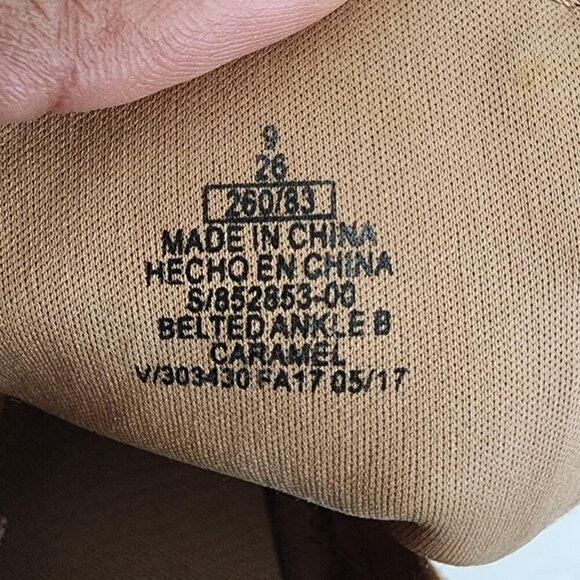 9
26
260/83
MADE IN CHINA
HECHO EN CHINA
S/852853-00
BELTED ANKLE B
CARAMEL
V/303430 FA17 05/17